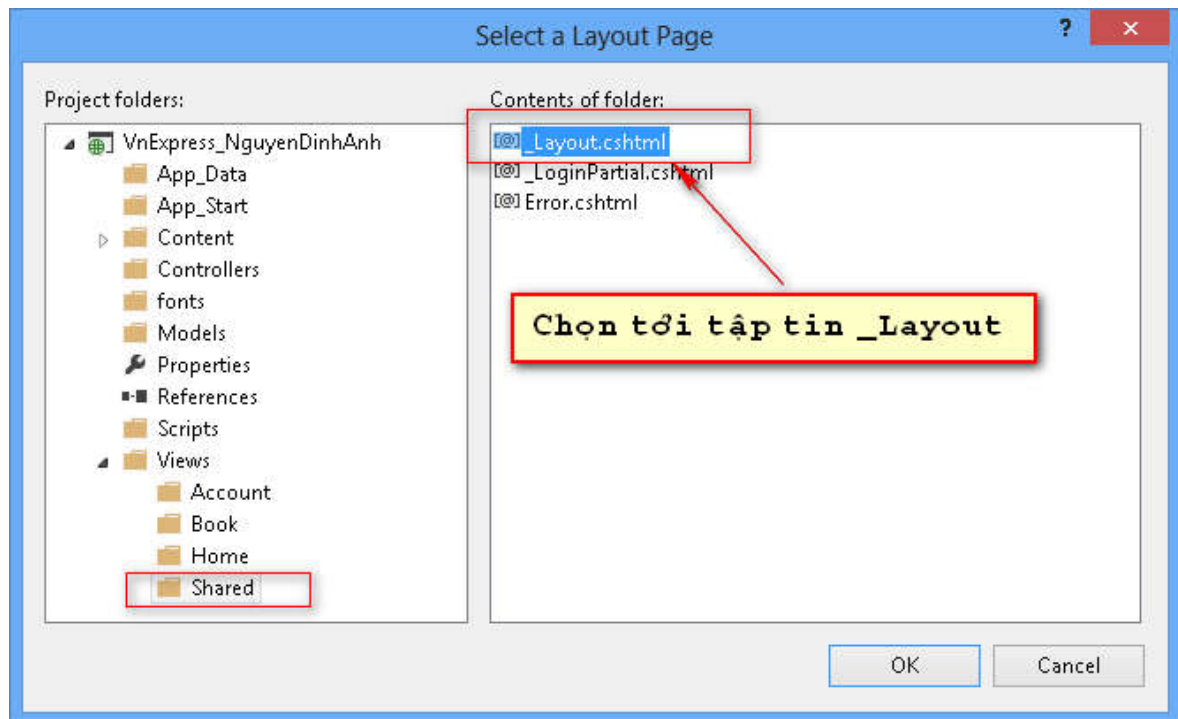 Select a Layout Page
?
Project folders:
Contents of folder:
VnExpress_NguyenDinhAnh
App_Data
App_Start
Content
Controllers
fonts
Models
Properties
References
Scripts
Views
Account
Book
Home
Shared
[@] _Layout.cshtml
[@] _LoginPartial.cshtml
[@] Error.cshtml
Chọn tới tập tin _Layout
OK
Cancel